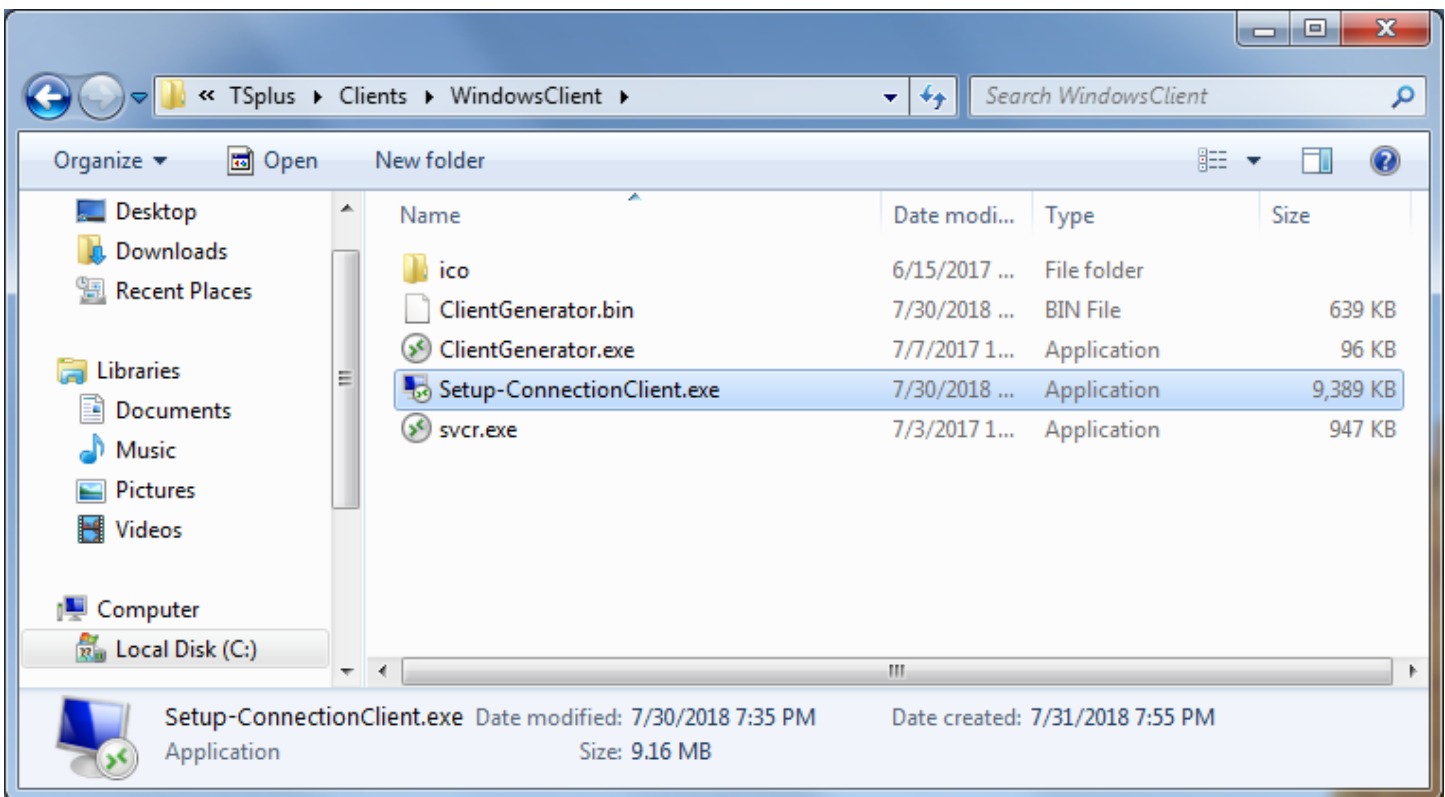 « TSplus ▸ Clients ▸ WindowsClient ▸ Search WindowsClient
Organize Open New folder
Desktop
Downloads
Recent Places
Libraries
Documents
Music
Pictures
Videos
Computer
Local Disk (C:)
Name Date modi... Type Size
ico 6/15/2017 ... File folder
ClientGenerator.bin 7/30/2018 ... BIN File 639 KB
ClientGenerator.exe 7/7/2017 1... Application 96 KB
Setup-ConnectionClient.exe 7/30/2018 ... Application 9,389 KB
svcr.exe 7/3/2017 1... Application 947 KB
Setup-ConnectionClient.exe Date modified: 7/30/2018 7:35 PM Date created: 7/31/2018 7:55 PM
Application Size: 9.16 MB